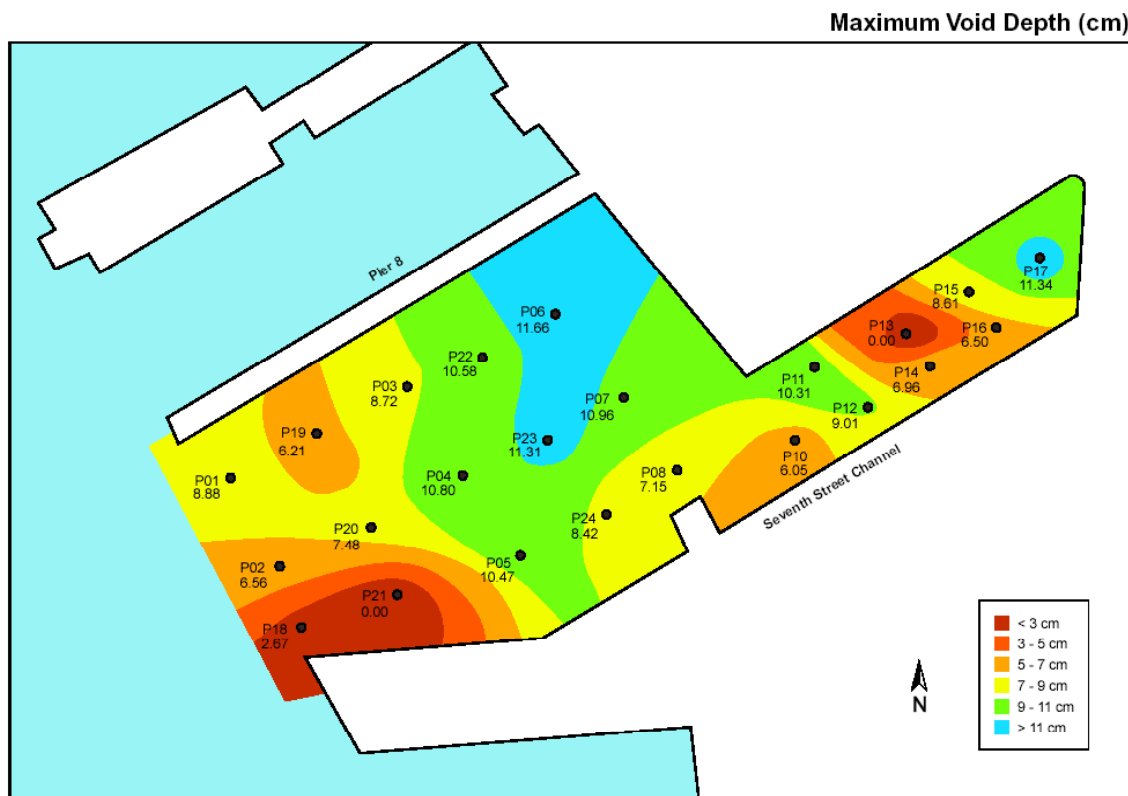 Maximum Void Depth (cm)
Pier 8
P17
11.34
P15
8.61
P06
11.66
P13
0.00
P16
6.50
P22
10.58
P11
10.31
P14
6.96
P03
8.72
P07
10.96
P12
9.01
P19
6.21
P23
11.31
P10
6.05
P08
7.15
P01
8.88
P04
10.80
Seventh Street Channel
P24
8.42
P20
7.48
P05
10.47
P02
6.56
P21
0.00
P18
2.67
< 3 cm
3 - 5 cm
5 - 7 cm
7 - 9 cm
9 - 11 cm
> 11 cm
N